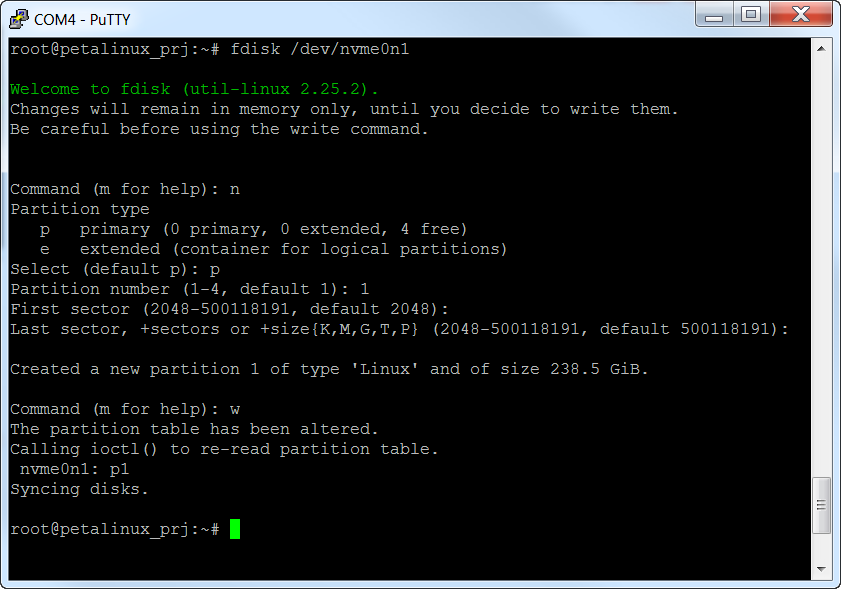 COM4 - PuTTY
root@petalinux_prj:~# fdisk /dev/nvme0n1
Welcome to fdisk (util-linux 2.25.2).
Changes will remain in memory only, until you decide to write them.
Be careful before using the write command.
Command (m for help): n
Partition type
   p   primary (0 primary, 0 extended, 4 free)
   e   extended (container for logical partitions)
Select (default p): p
Partition number (1-4, default 1): 1
First sector (2048-500118191, default 2048):
Last sector, +sectors or +size{K,M,G,T,P} (2048-500118191, default 500118191):
Created a new partition 1 of type 'Linux' and of size 238.5 GiB.
Command (m for help): w
The partition table has been altered.
Calling ioctl() to re-read partition table.
 nvme0n1: p1
Syncing disks.
root@petalinux_prj:~#